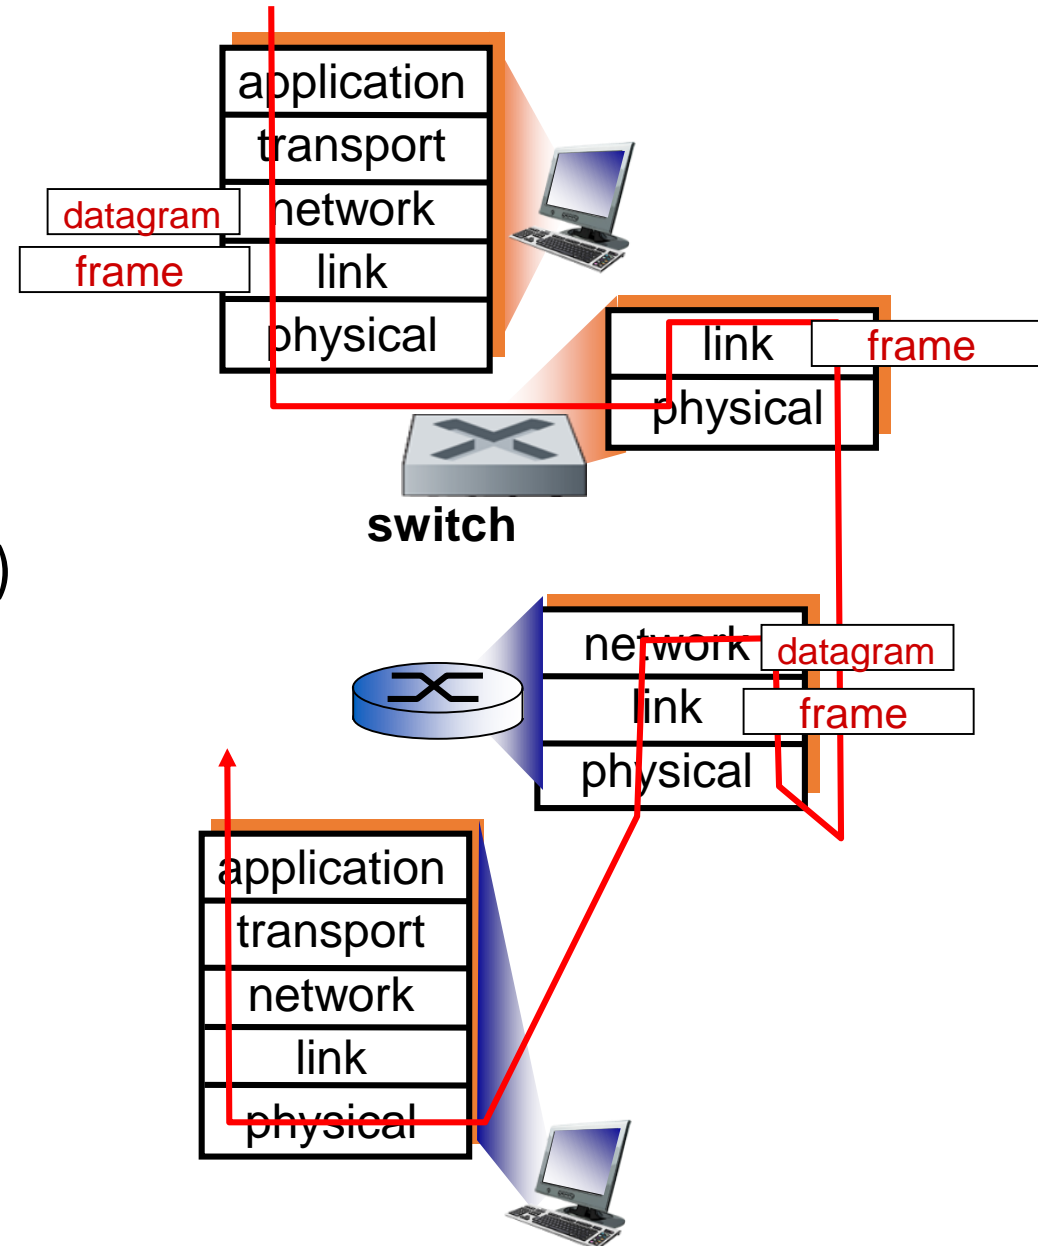 application
transport
datagram network
frame link
physical
link frame
physical
switch
)
network datagram
link frame
physical
application
transport
network
link
physical